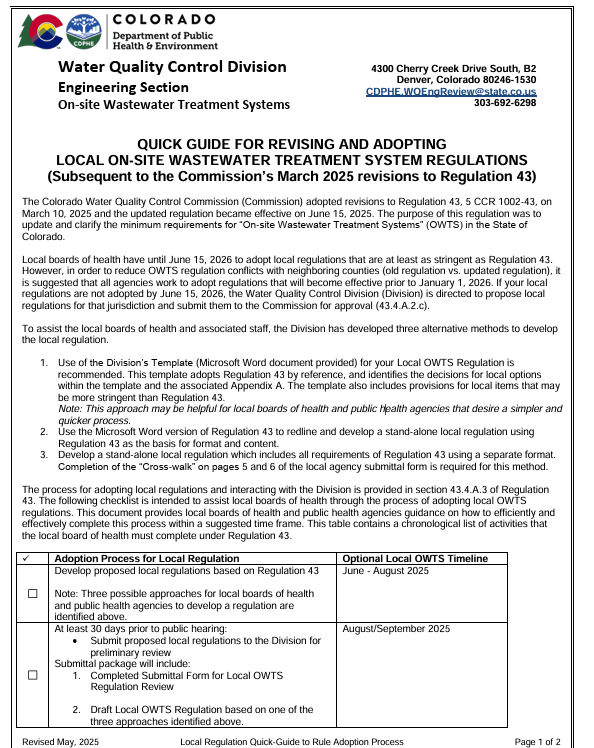 COLORADO
Department of Public
Health & Environment
CDPHE
Water Quality Control Division
Engineering Section
On-site Wastewater Treatment Systems
4300 Cherry Creek Drive South, B2
Denver, Colorado 80246-1530
CDPHE.WQEngReview@state.co.us
303-692-6298
QUICK GUIDE FOR REVISING AND ADOPTING
LOCAL ON-SITE WASTEWATER TREATMENT SYSTEM REGULATIONS
(Subsequent to the Commission's March 2025 revisions to Regulation 43)
The Colorado Water Quality Control Commission (Commission) adopted revisions to Regulation 43, 5 CCR 1002-43, on
March 10, 2025 and the updated regulation became effective on June 15, 2025. The purpose of this regulation was to
update and clarify the minimum requirements for "On-site Wastewater Treatment Systems" (OWTS) in the State of
Colorado.
Local boards of health have until June 15, 2026 to adopt local regulations that are at least as stringent as Regulation 43.
However, in order to reduce OWTS regulation conflicts with neighboring counties (old regulation vs. updated regulation), it
is suggested that all agencies work to adopt regulations that will become effective prior to January 1, 2026. If your local
regulations are not adopted by June 15, 2026, the Water Quality Control Division (Division) is directed to propose local
regulations for that jurisdiction and submit them to the Commission for approval (43.4.A.2.c).
To assist the local boards of health and associated staff, the Division has developed three alternative methods to develop
the local regulation.
1. Use of the Division's Template (Microsoft Word document provided) for your Local OWTS Regulation is
recommended. This template adopts Regulation 43 by reference, and identifies the decisions for local options
within the template and the associated Appendix A. The template also includes provisions for local items that may
be more stringent than Regulation 43.
Note: This approach may be helpful for local boards of health and public health agencies that desire a simpler and
quicker process.
2. Use the Microsoft Word version of Regulation 43 to redline and develop a stand-alone local regulation using
Regulation 43 as the basis for format and content.
3. Develop a stand-alone local regulation which includes all requirements of Regulation 43 using a separate format.
Completion of the "Cross-walk" on pages 5 and 6 of the local agency submittal form is required for this method.
The process for adopting local regulations and interacting with the Division is provided in section 43.4.A.3 of Regulation
43. The following checklist is intended to assist local boards of health through the process of adopting local OWTS
regulations. This document provides local boards of health and public health agencies guidance on how to efficiently and
effectively complete this process within a suggested time frame. This table contains a chronological list of activities that
the local board of health must complete under Regulation 43.
✓ Adoption Process for Local Regulation Optional Local OWTS Timeline
☐ Develop proposed local regulations based on Regulation 43 June - August 2025
Note: Three possible approaches for local boards of health
and public health agencies to develop a regulation are
identified above.
☐ At least 30 days prior to public hearing: August/September 2025
• Submit proposed local regulations to the Division for
preliminary review
Submittal package will include:
1. Completed Submittal Form for Local OWTS
Regulation Review
2. Draft Local OWTS Regulation based on one of the
three approaches identified above.
Revised May, 2025 Local Regulation Quick-Guide to Rule Adoption Process Page 1 of 2